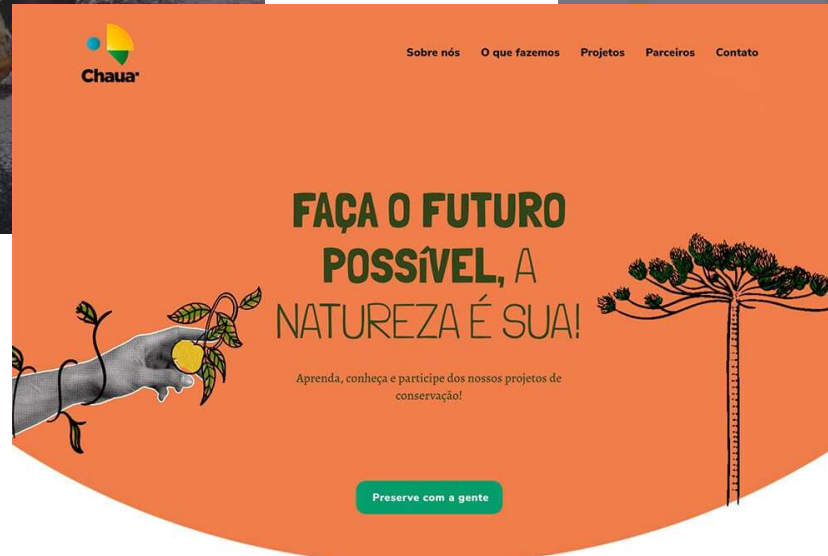 Chaua
Sobre nós
O que fazemos
Projetos
Parceiros
Contato
FAÇA O FUTURO
POSSíVEL, A
NATUREZA É SUA!
Aprenda, conheça e participe dos nossos projetos de
conservação!
Preserve com a gente